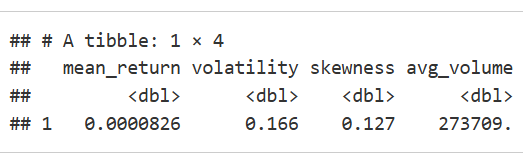 ## # A tibble: 1 × 4
##   mean_return volatility skewness avg_volume
##         <dbl>      <dbl>    <dbl>      <dbl>
## 1   0.0000826      0.166    0.127    273709.